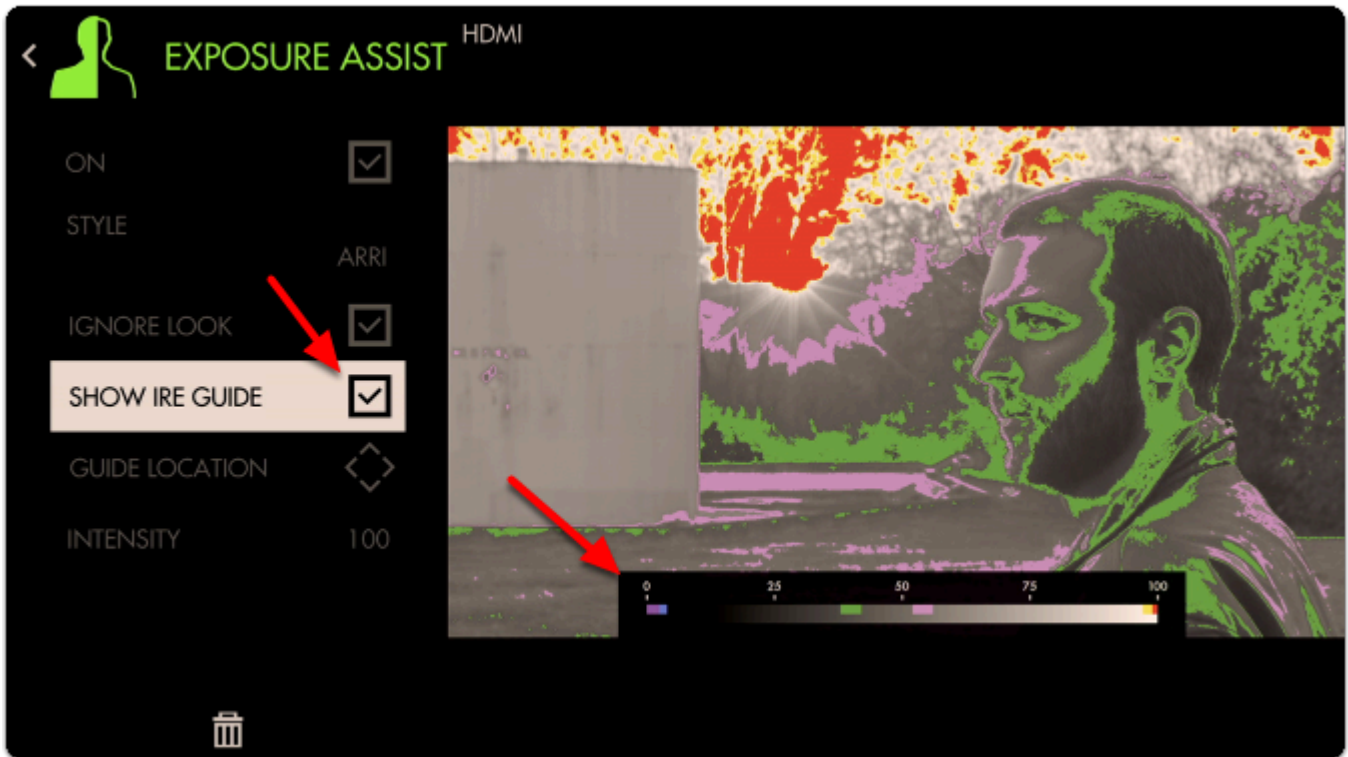 EXPOSURE ASSIST
HDMI
ON
STYLE
ARRI
IGNORE LOOK
SHOW IRE GUIDE
GUIDE LOCATION
INTENSITY 100
0 25 50 75 100